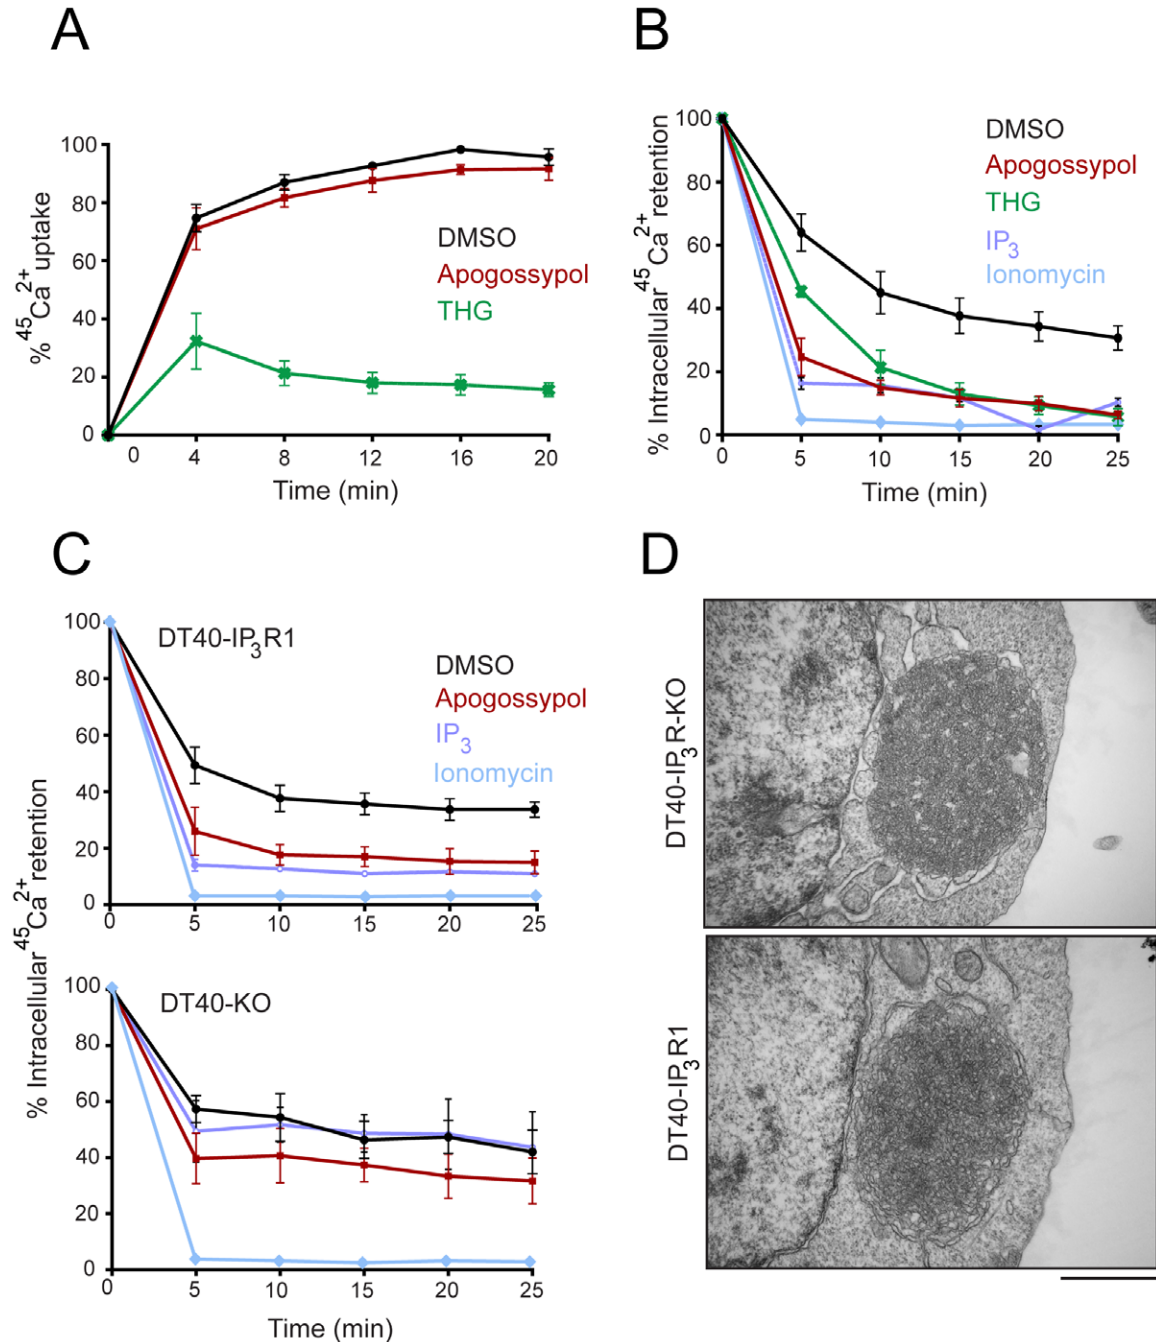 A
% ⁴⁵Ca²⁺ uptake
100
80
60
40
20
0
DMSO
Apogossypol
THG
0 4 8 12 16 20
Time (min)
B
% Intracellular ⁴⁵Ca²⁺ retention
100
80
60
40
20
0
DMSO
Apogossypol
THG
IP₃
Ionomycin
0 5 10 15 20 25
Time (min)
C
% Intracellular ⁴⁵Ca²⁺ retention
DT40-IP₃R1
100
80
60
40
20
0
DMSO
Apogossypol
IP₃
Ionomycin
0 5 10 15 20 25
DT40-KO
100
80
60
40
20
0
0 5 10 15 20 25
Time (min)
D
DT40-IP₃R-KO
DT40-IP₃R1